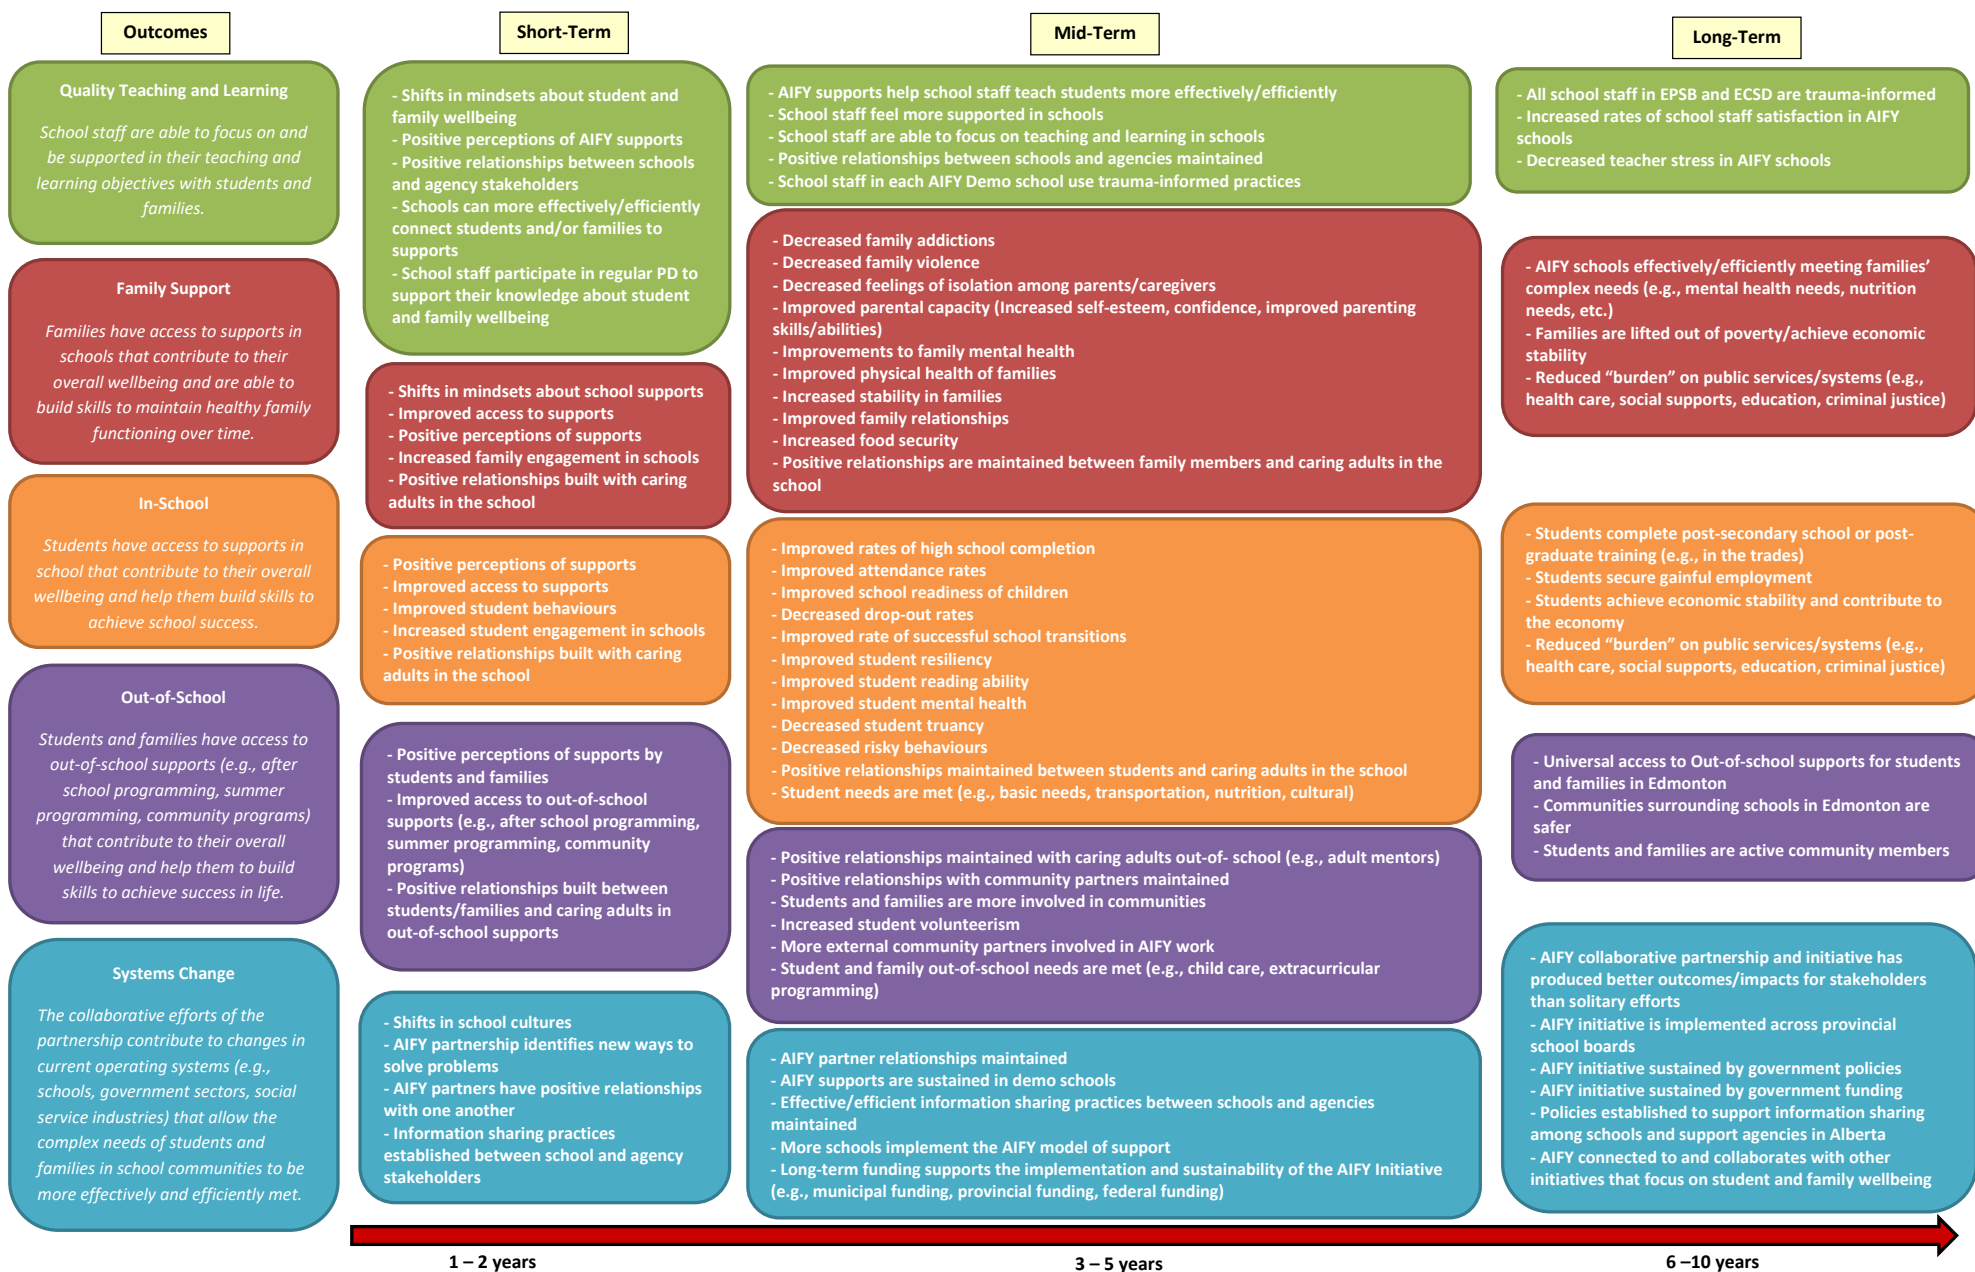 Outcomes
Short-Term
Mid-Term
Long-Term
Quality Teaching and Learning
School staff are able to focus on and
be supported in their teaching and
learning objectives with students and
families.
- Shifts in mindsets about student and
family wellbeing
- Positive perceptions of AIFY supports
- Positive relationships between schools
and agency stakeholders
- Schools can more effectively/efficiently
connect students and/or families to
supports
- School staff participate in regular PD to
support their knowledge about student
and family wellbeing
- AIFY supports help school staff teach students more effectively/efficiently
- School staff feel more supported in schools
- School staff are able to focus on teaching and learning in schools
- Positive relationships between schools and agencies maintained
- School staff in each AIFY Demo school use trauma-informed practices
- All school staff in EPSB and ECSD are trauma-informed
- Increased rates of school staff satisfaction in AIFY
schools
- Decreased teacher stress in AIFY schools
Family Support
Families have access to supports in
schools that contribute to their
overall wellbeing and are able to
build skills to maintain healthy family
functioning over time.
- Shifts in mindsets about school supports
- Improved access to supports
- Positive perceptions of supports
- Increased family engagement in schools
- Positive relationships built with caring
adults in the school
- Decreased family addictions
- Decreased family violence
- Decreased feelings of isolation among parents/caregivers
- Improved parental capacity (Increased self-esteem, confidence, improved parenting
skills/abilities)
- Improvements to family mental health
- Improved physical health of families
- Increased stability in families
- Improved family relationships
- Increased food security
- Positive relationships are maintained between family members and caring adults in the
school
- AIFY schools effectively/efficiently meeting families’
complex needs (e.g., mental health needs, nutrition
needs, etc.)
- Families are lifted out of poverty/achieve economic
stability
- Reduced “burden” on public services/systems (e.g.,
health care, social supports, education, criminal justice)
In-School
Students have access to supports in
school that contribute to their overall
wellbeing and help them build skills to
achieve school success.
- Positive perceptions of supports
- Improved access to supports
- Improved student behaviours
- Increased student engagement in schools
- Positive relationships built with caring
adults in the school
- Improved rates of high school completion
- Improved attendance rates
- Improved school readiness of children
- Decreased drop-out rates
- Improved rate of successful school transitions
- Improved student resiliency
- Improved student reading ability
- Improved student mental health
- Decreased student truancy
- Decreased risky behaviours
- Positive relationships maintained between students and caring adults in the school
- Student needs are met (e.g., basic needs, transportation, nutrition, cultural)
- Students complete post-secondary school or post-
graduate training (e.g., in the trades)
- Students secure gainful employment
- Students achieve economic stability and contribute to
the economy
- Reduced “burden” on public services/systems (e.g.,
health care, social supports, education, criminal justice)
Out-of-School
Students and families have access to
out-of-school supports (e.g., after
school programming, summer
programming, community programs)
that contribute to their overall
wellbeing and help them to build
skills to achieve success in life.
- Positive perceptions of supports by
students and families
- Improved access to out-of-school
supports (e.g., after school programming,
summer programming, community
programs)
- Positive relationships built between
students/families and caring adults in
out-of-school supports
- Positive relationships maintained with caring adults out-of- school (e.g., adult mentors)
- Positive relationships with community partners maintained
- Students and families are more involved in communities
- Increased student volunteerism
- More external community partners involved in AIFY work
- Student and family out-of-school needs are met (e.g., child care, extracurricular
programming)
- Universal access to Out-of-school supports for students
and families in Edmonton
- Communities surrounding schools in Edmonton are
safer
- Students and families are active community members
Systems Change
The collaborative efforts of the
partnership contribute to changes in
current operating systems (e.g.,
schools, government sectors, social
service industries) that allow the
complex needs of students and
families in school communities to be
more effectively and efficiently met.
- Shifts in school cultures
- AIFY partnership identifies new ways to
solve problems
- AIFY partners have positive relationships
with one another
- Information sharing practices
established between school and agency
stakeholders
- AIFY partner relationships maintained
- AIFY supports are sustained in demo schools
- Effective/efficient information sharing practices between schools and agencies
maintained
- More schools implement the AIFY model of support
- Long-term funding supports the implementation and sustainability of the AIFY Initiative
(e.g., municipal funding, provincial funding, federal funding)
- AIFY collaborative partnership and initiative has
produced better outcomes/impacts for stakeholders
than solitary efforts
- AIFY initiative is implemented across provincial
school boards
- AIFY initiative sustained by government policies
- AIFY initiative sustained by government funding
- Policies established to support information sharing
among schools and support agencies in Alberta
- AIFY connected to and collaborates with other
initiatives that focus on student and family wellbeing
1 – 2 years
3 – 5 years
6 –10 years